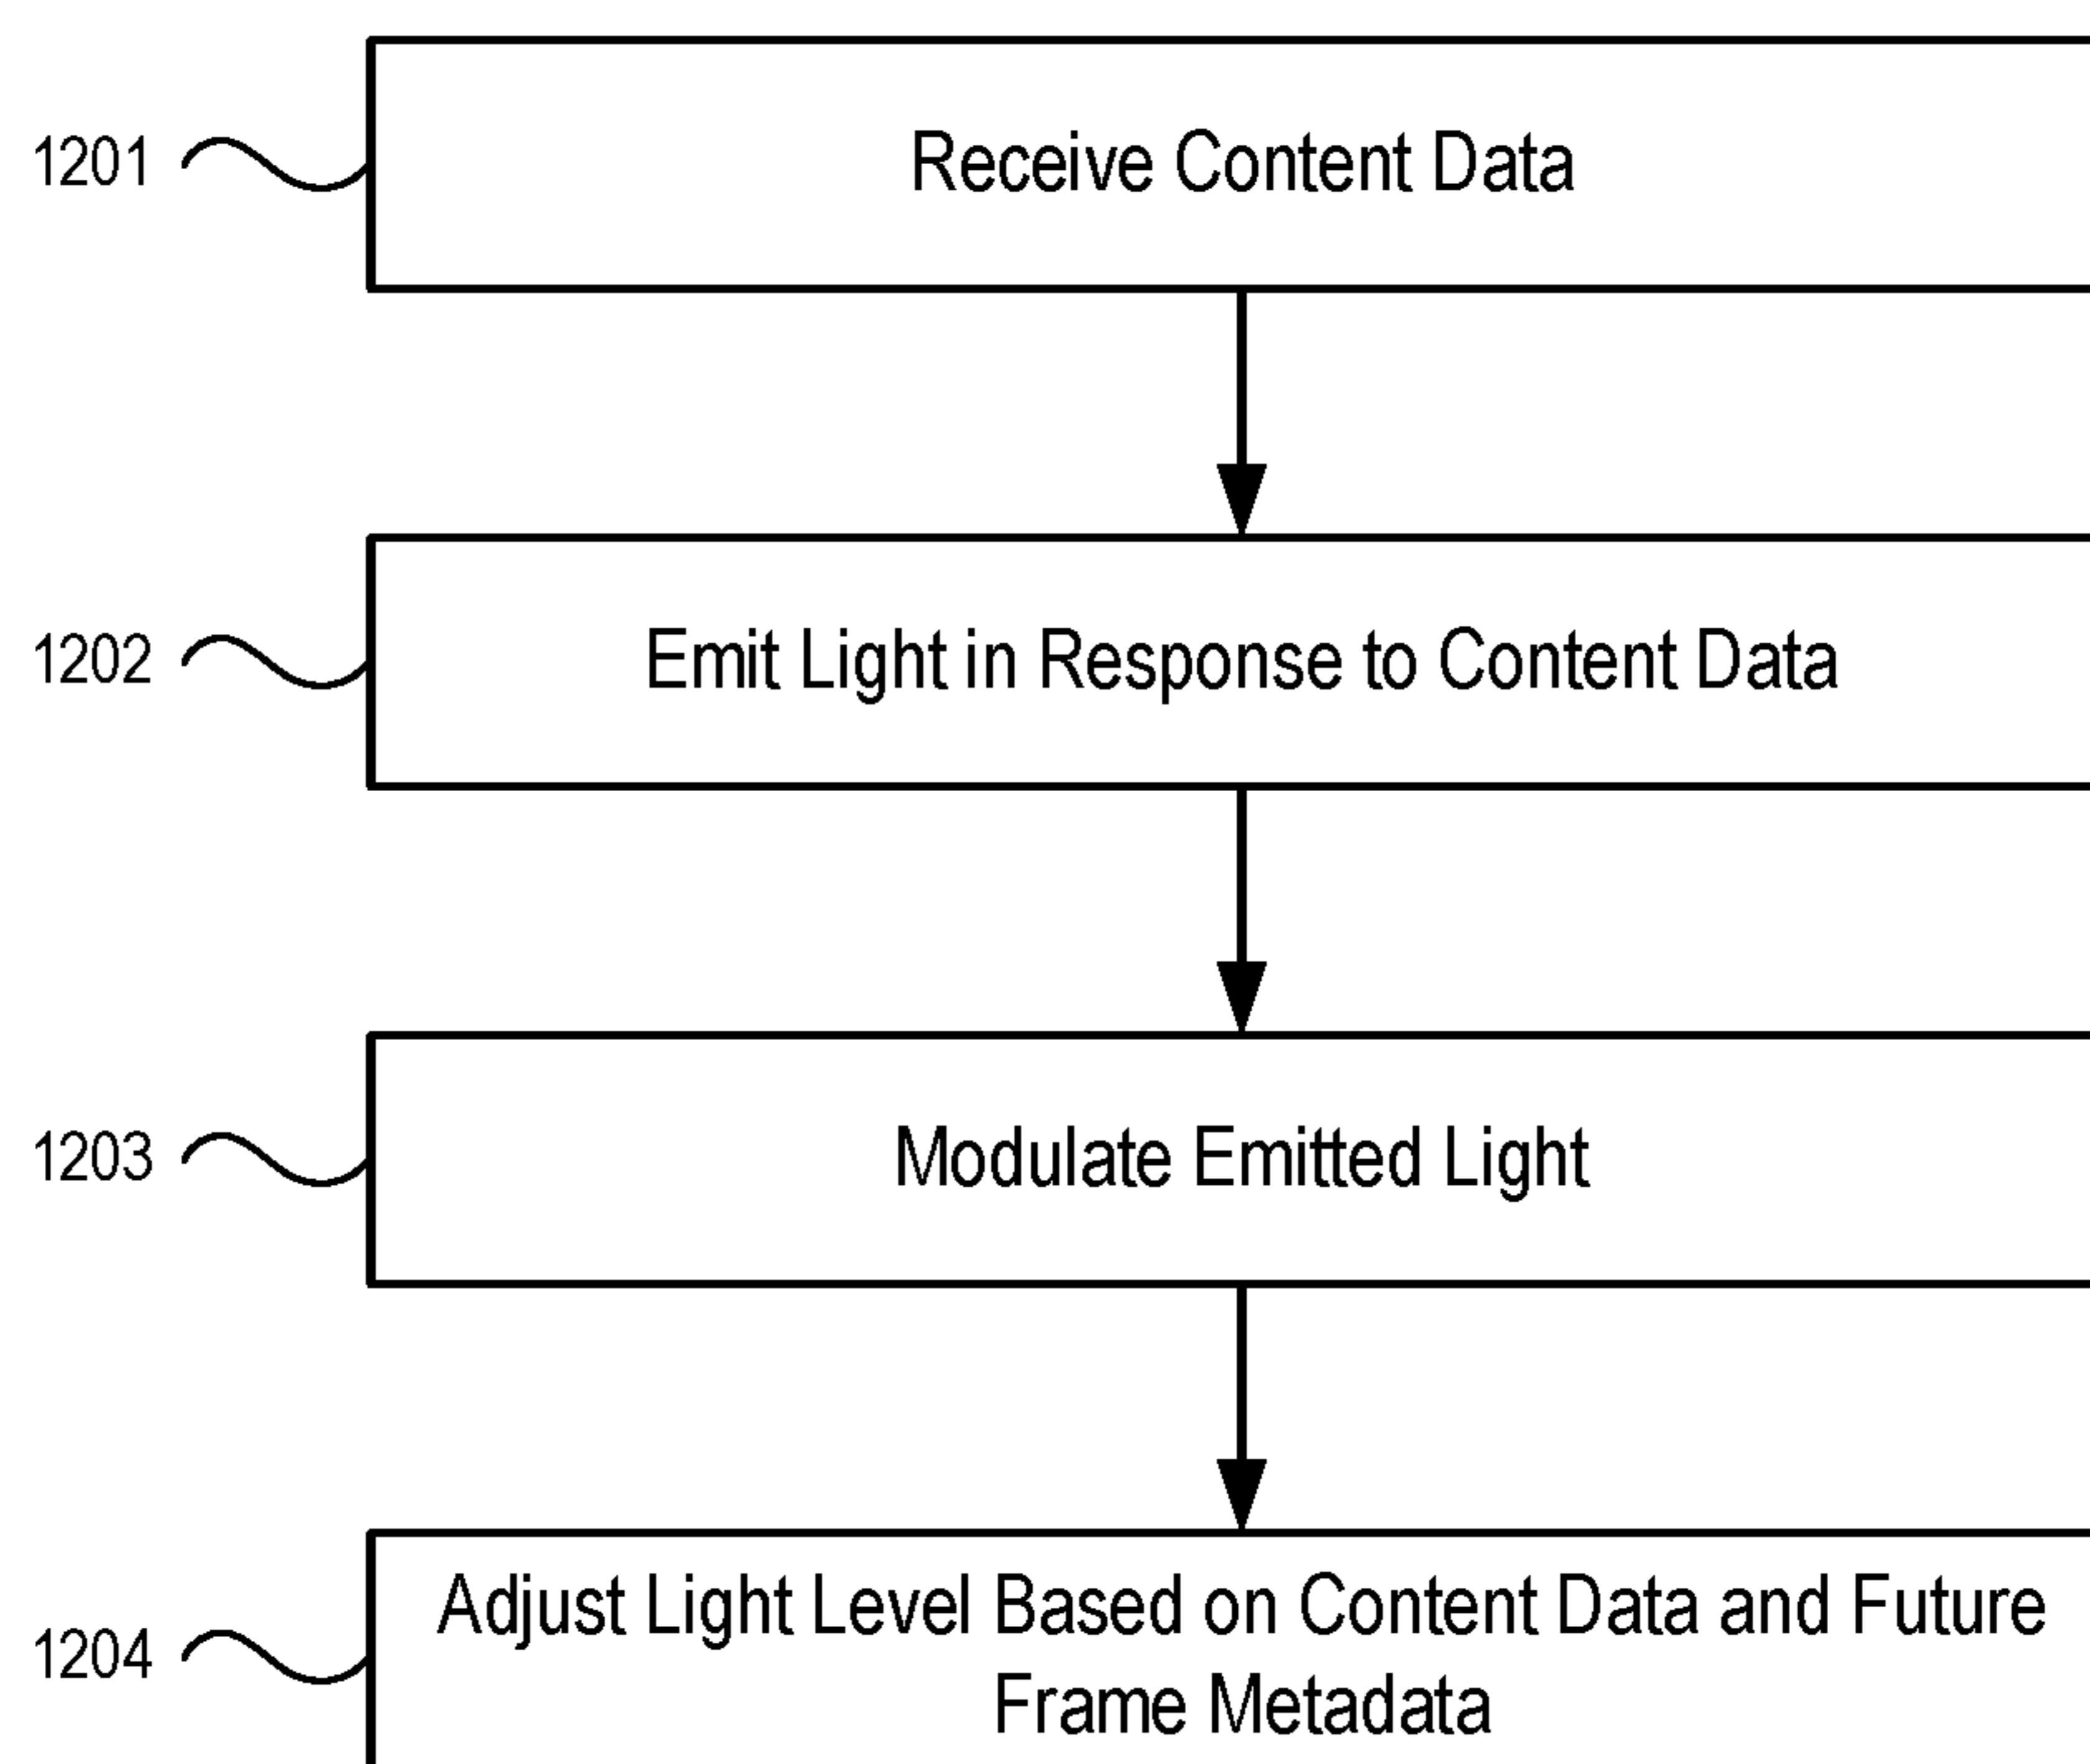 1201
Receive Content Data
1202
Emit Light in Response to Content Data
1203
Modulate Emitted Light
1204
Adjust Light Level Based on Content Data and Future
Frame Metadata